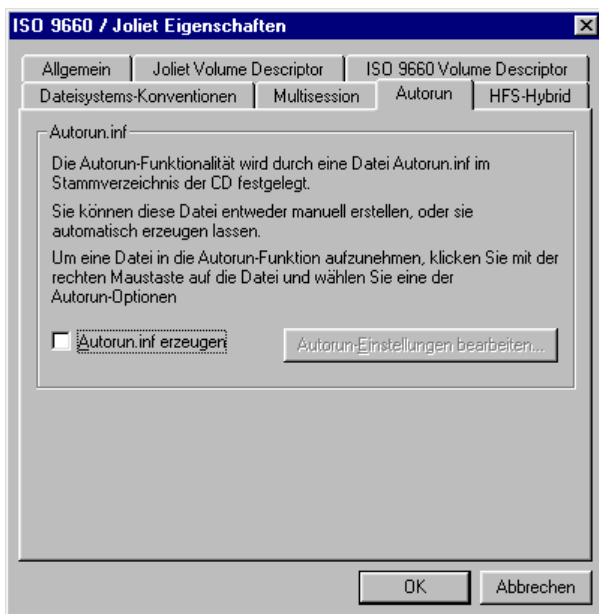 ISO 9660 / Joliet Eigenschaften
Allgemein
Joliet Volume Descriptor
ISO 9660 Volume Descriptor
Dateisystems-Konventionen
Multisession
Autorun
HFS-Hybrid
Autorun.inf
Die Autorun-Funktionalität wird durch eine Datei Autorun.inf im
Stammverzeichnis der CD festgelegt.
Sie können diese Datei entweder manuell erstellen, oder sie
automatisch erzeugen lassen.
Um eine Datei in die Autorun-Funktion aufzunehmen, klicken Sie mit der
rechten Maustaste auf die Datei und wählen Sie eine der
Autorun-Optionen
Autorun.inf erzeugen
Autorun-Einstellungen bearbeiten...
OK
Abbrechen